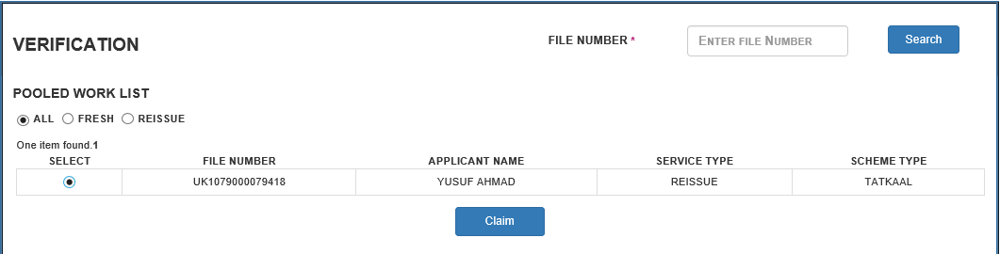 VERIFICATION
FILE NUMBER * ENTER FILE NUMBER Search
POOLED WORK LIST
ALL FRESH REISSUE
One item found.1
SELECT FILE NUMBER APPLICANT NAME SERVICE TYPE SCHEME TYPE
UK1079000079418 YUSUF AHMAD REISSUE TATKAAL
Claim